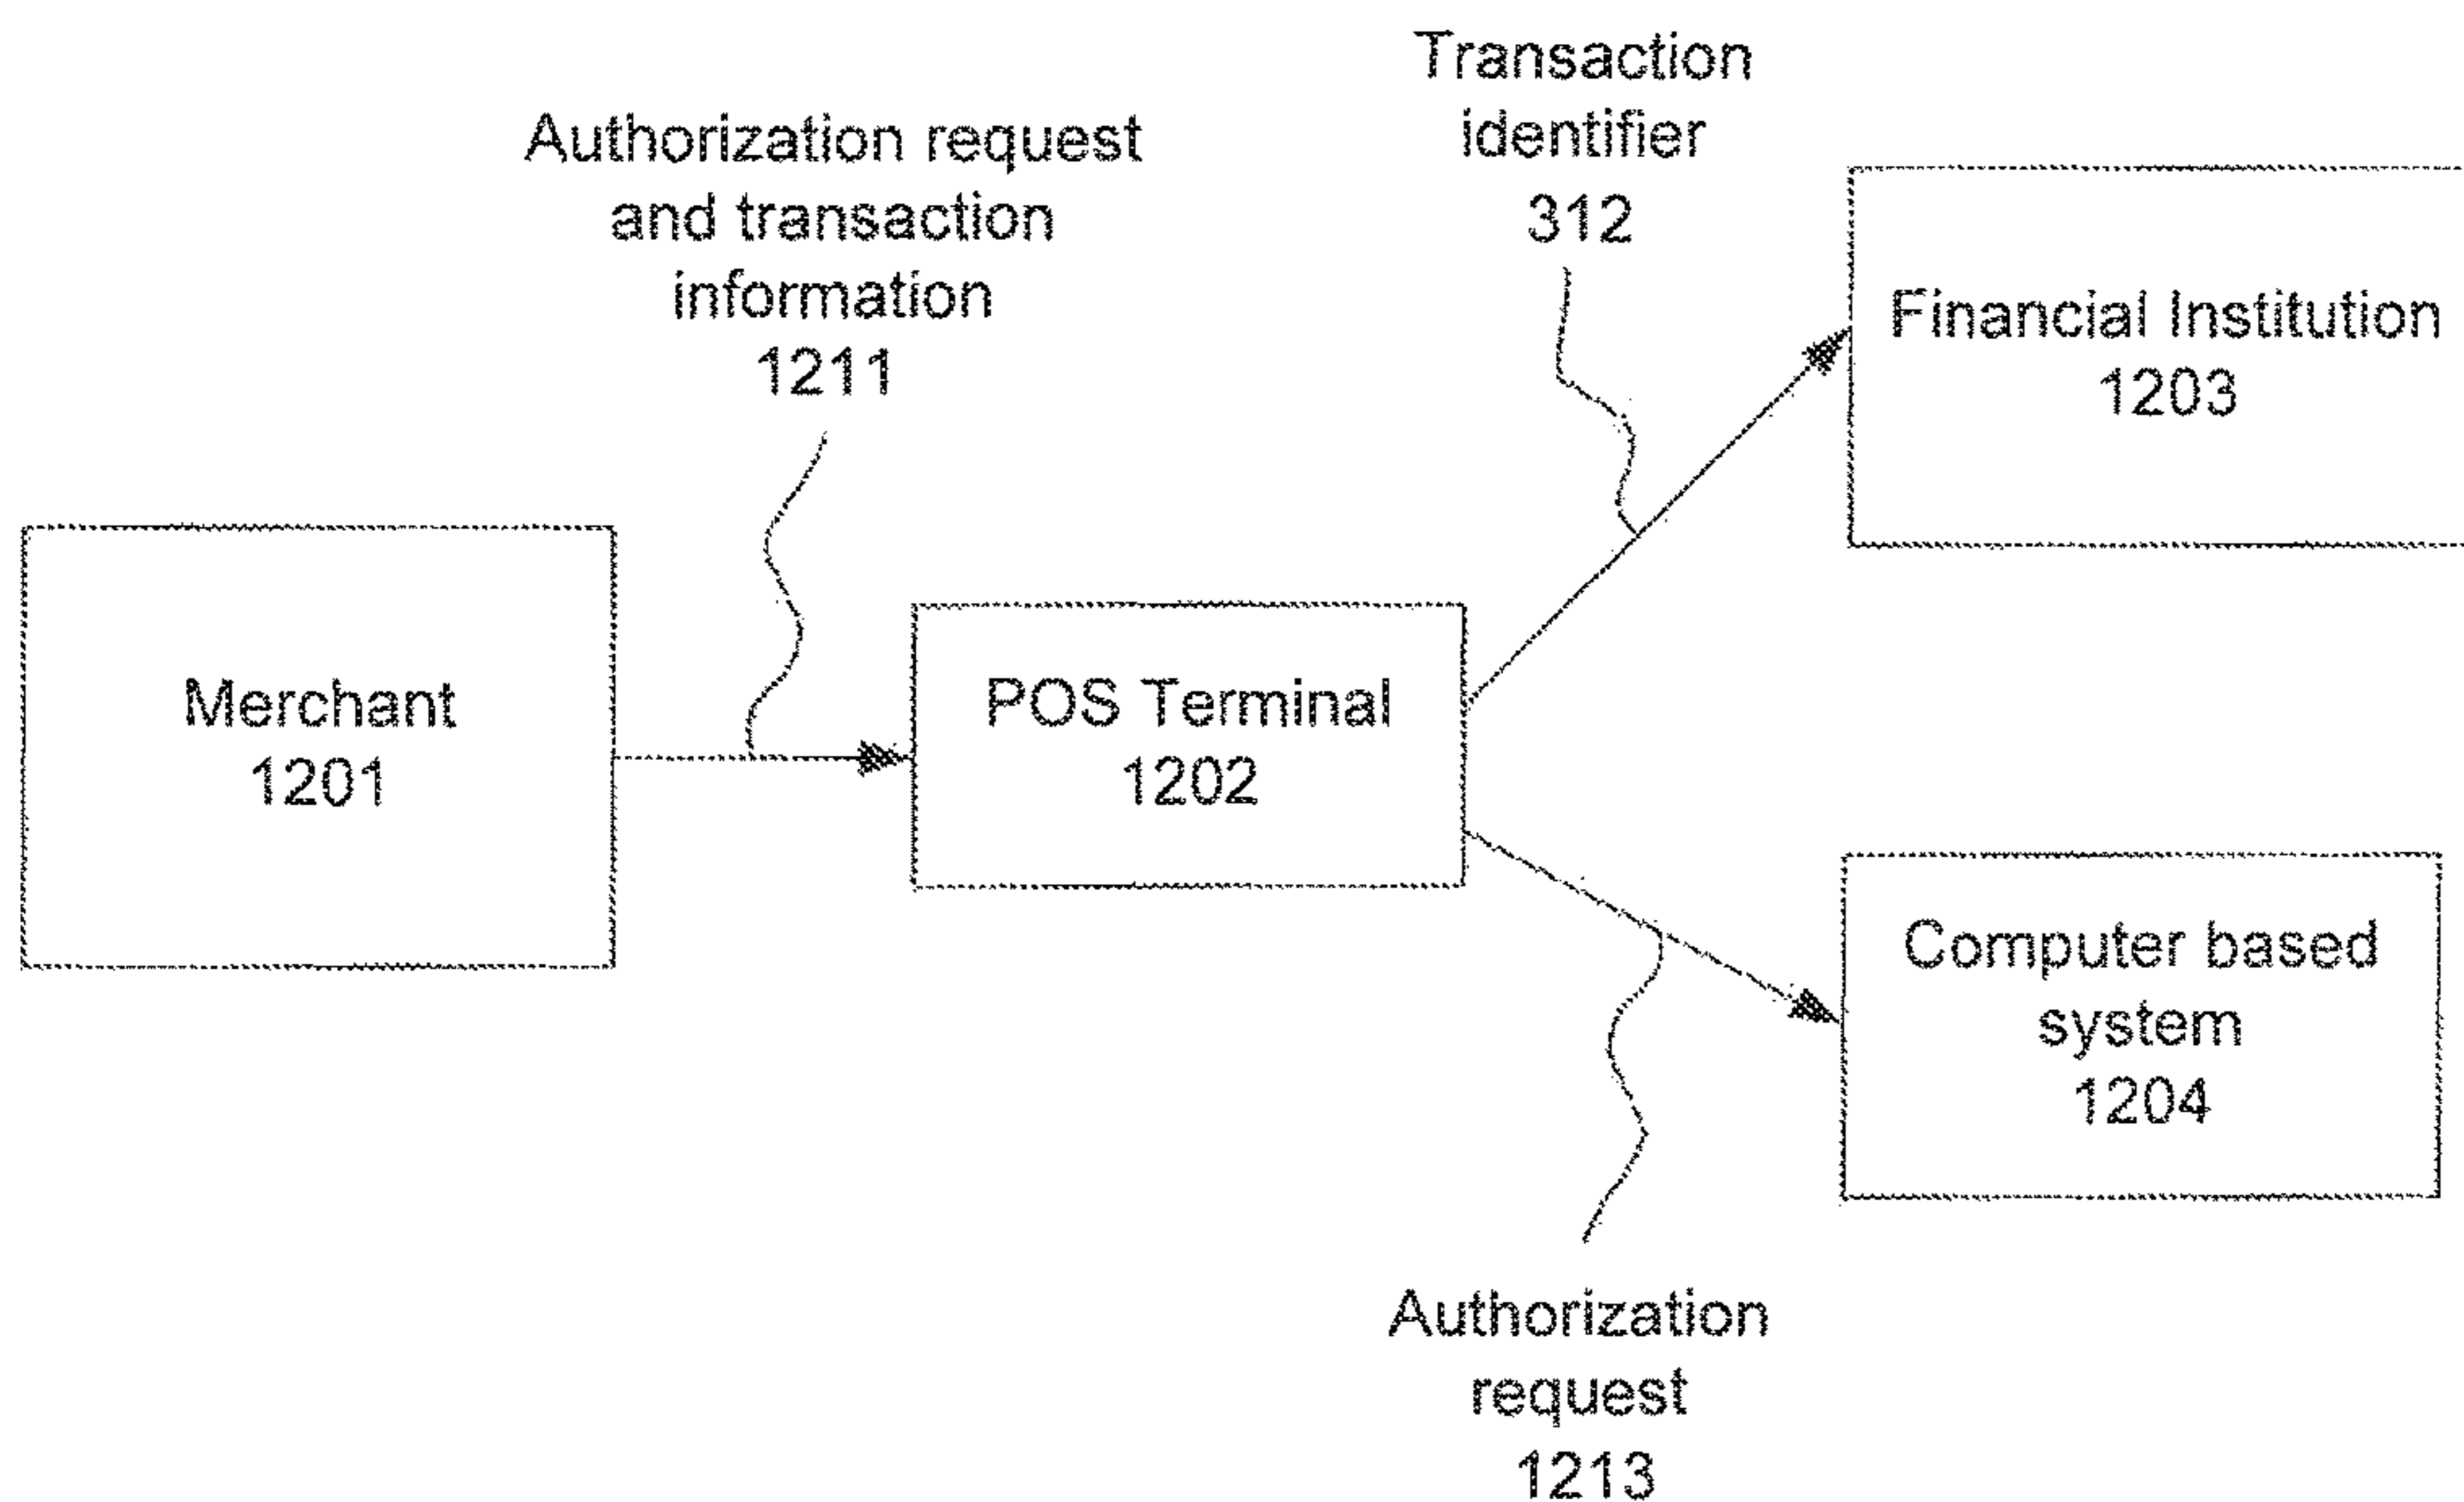 Transaction
identifier
312
Authorization request
and transaction
information
1211
Financial Institution
1203
Merchant
1201
POS Terminal
1202
Computer based
system
1204
Authorization
request
1213